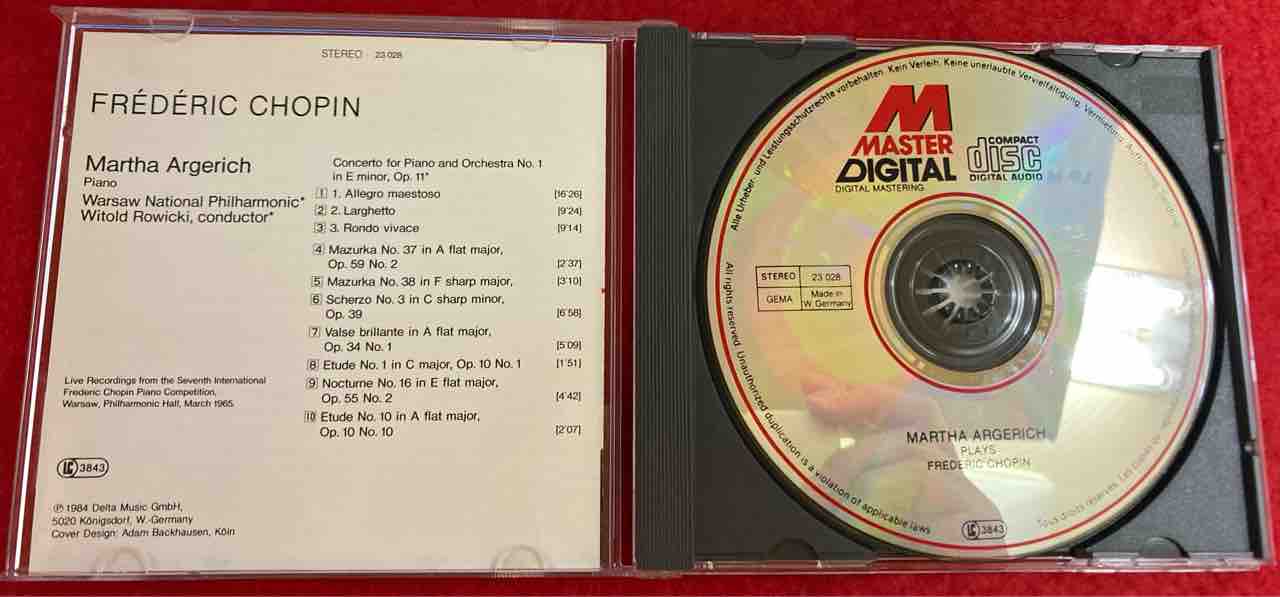 STEREO 23 028
FRÉDÉRIC CHOPIN
Martha Argerich
Piano
Warsaw National Philharmonic*
Witold Rowicki, conductor*
Concerto for Piano and Orchestra No. 1
in E minor, Op. 11*
1 1. Allegro maestoso [16'26]
2 2. Larghetto [9'24]
3 3. Rondo vivace [9'14]
4 Mazurka No. 37 in A flat major,
Op. 59 No. 2 [2'37]
5 Mazurka No. 38 in F sharp major, [3'10]
6 Scherzo No. 3 in C sharp minor,
Op. 39 [6'58]
7 Valse brillante in A flat major,
Op. 34 No. 1 [5'09]
8 Etude No. 1 in C major, Op. 10 No. 1 [1'51]
9 Nocturne No. 16 in E flat major,
Op. 55 No. 2 [4'42]
10 Etude No. 10 in A flat major,
Op. 10 No. 10 [2'07]
Live Recordings from the Seventh International
Frederic Chopin Piano Competition,
Warsaw, Philharmonic Hall, March 1965.
LC 3843
℗ 1984 Delta Music GmbH,
5020 Königsdorf, W.-Germany
Cover Design: Adam Backhausen, Köln
Alle Urheber- und Leistungsschutzrechte vorbehalten. Kein Verleih. Keine unerlaubte Vervielfältigung, Vermietung, Aufführung, Sendung.
M
MASTER
DIGITAL
DIGITAL MASTERING
COMPACT
disc
DIGITAL AUDIO
STEREO 23 028
GEMA Made in
W. Germany
MARTHA ARGERICH
PLAYS
FREDERIC CHOPIN
All rights reserved. Unauthorized duplication is a violation of applicable laws
LC 3843
Tous droits réservés. Les